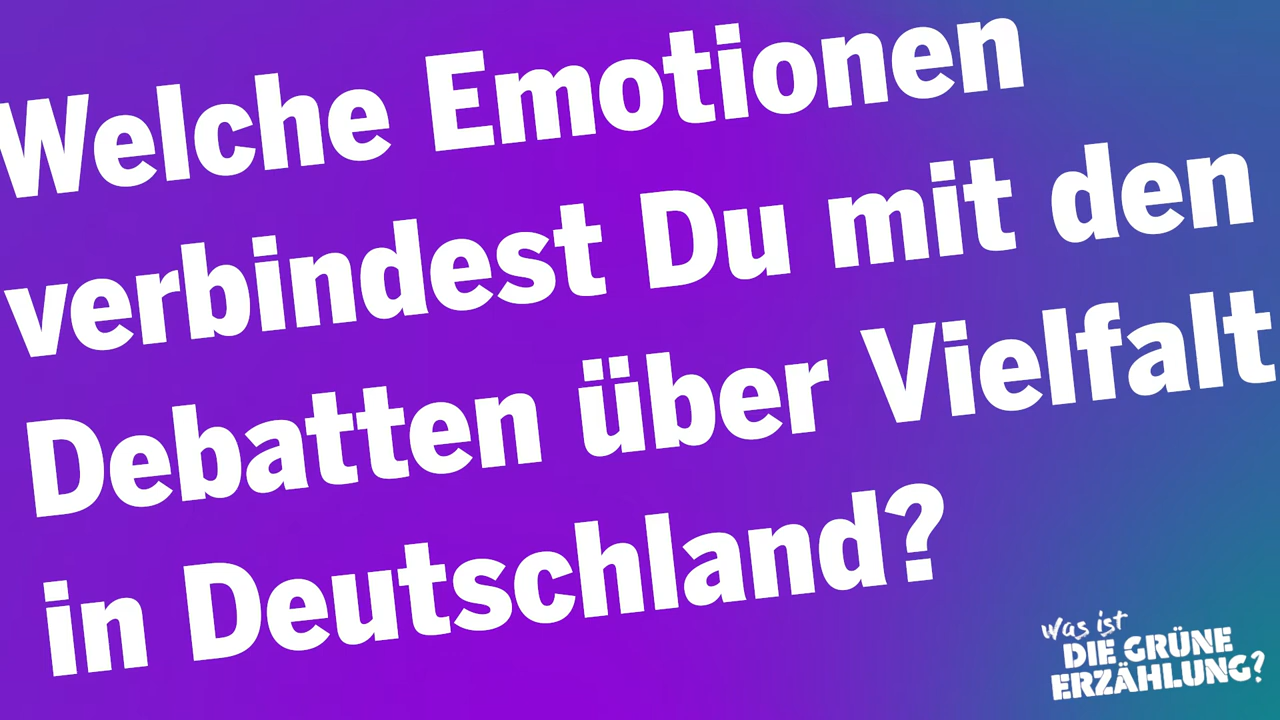 Welche Emotionen
verbindest Du mit den
Debatten über Vielfalt
in Deutschland?
Was ist
DIE GRÜNE
ERZÄHLUNG?